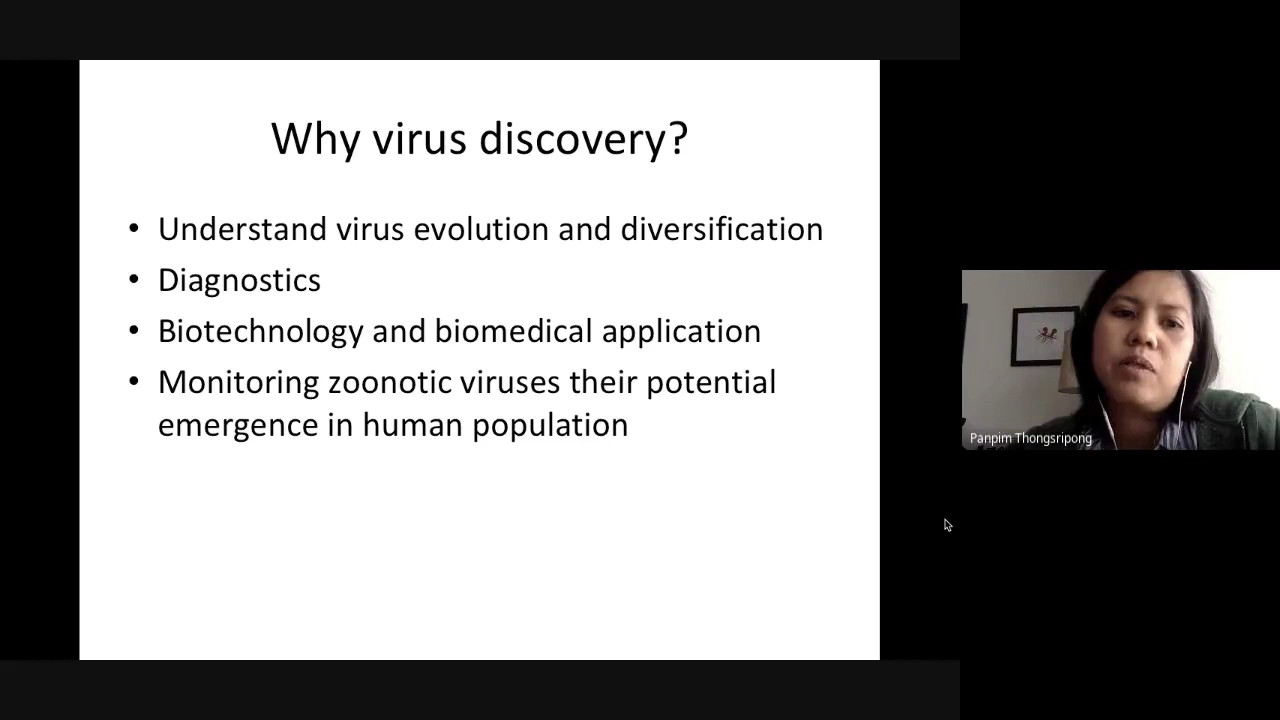 Why virus discovery?
• Understand virus evolution and diversification
• Diagnostics
• Biotechnology and biomedical application
• Monitoring zoonotic viruses their potential
emergence in human population
Panpim Thongsripong